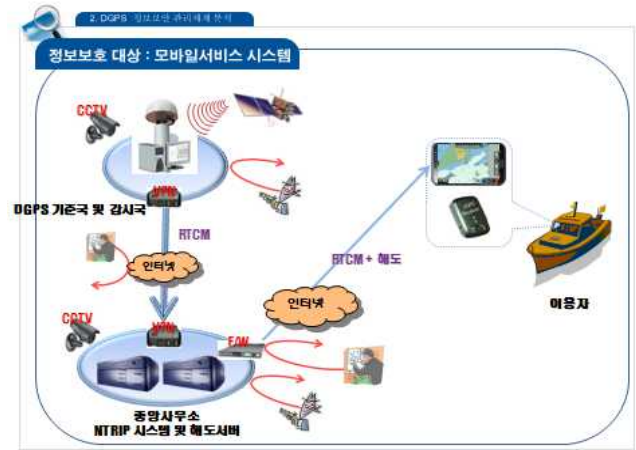 2. DGPS 정보보안 관리체계 분석
정보보호 대상 : 모바일서비스 시스템
CCTV
VPN
DGPS 기준국 및 감시국
RTCM
인터넷
RTCM + 해도
인터넷
이용자
CCTV
VPN
F/W
중앙사무소
NTRIP 시스템 및 해도서버